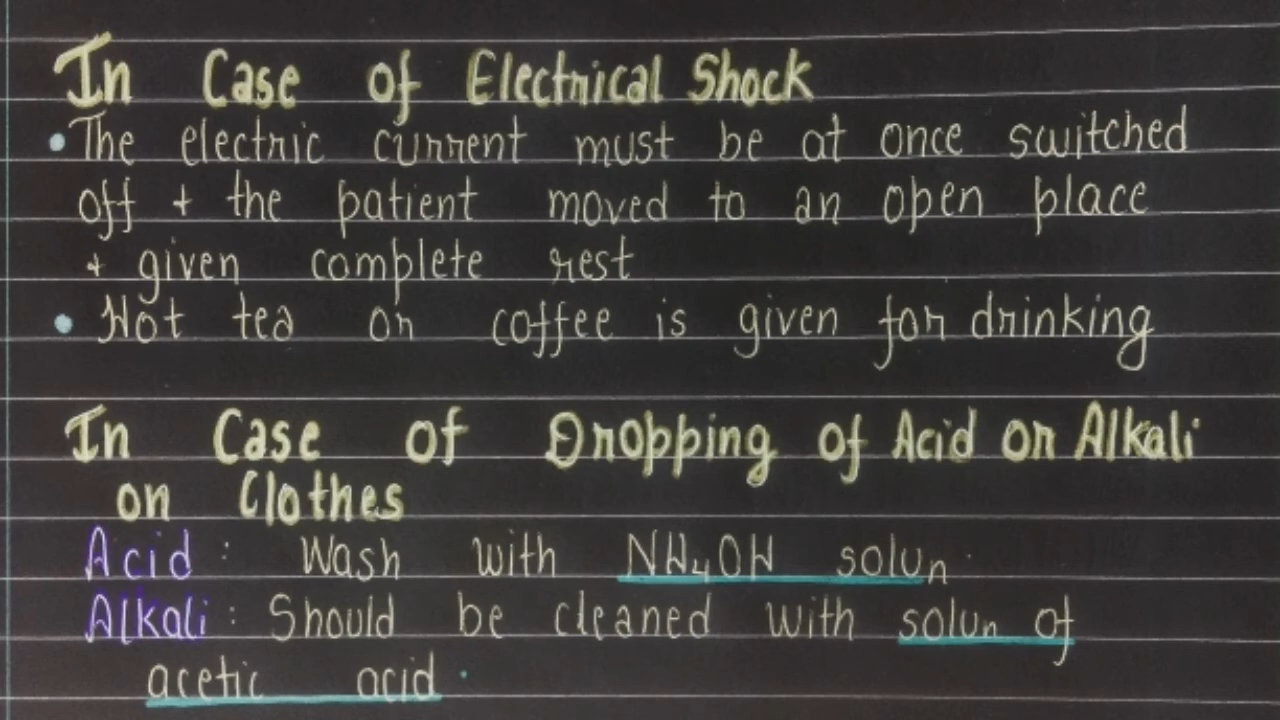 In Case of Electrical Shock
• The electric current must be at once switched
off + the patient moved to an open place
+ given complete rest
• Hot tea or coffee is given for drinking
In Case of Dropping of Acid or Alkali
on Clothes
Acid : Wash with NH₄OH solun.
Alkali : Should be cleaned with solun of
acetic acid.